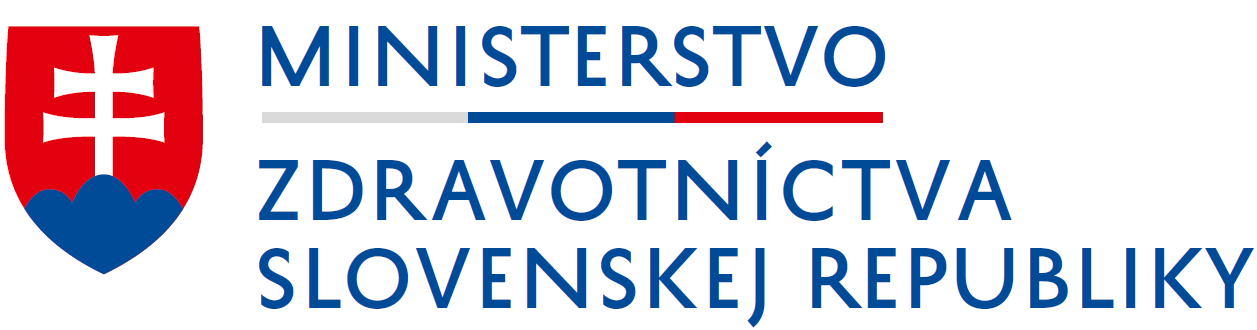 MINISTERSTVO
ZDRAVOTNÍCTVA
SLOVENSKEJ REPUBLIKY